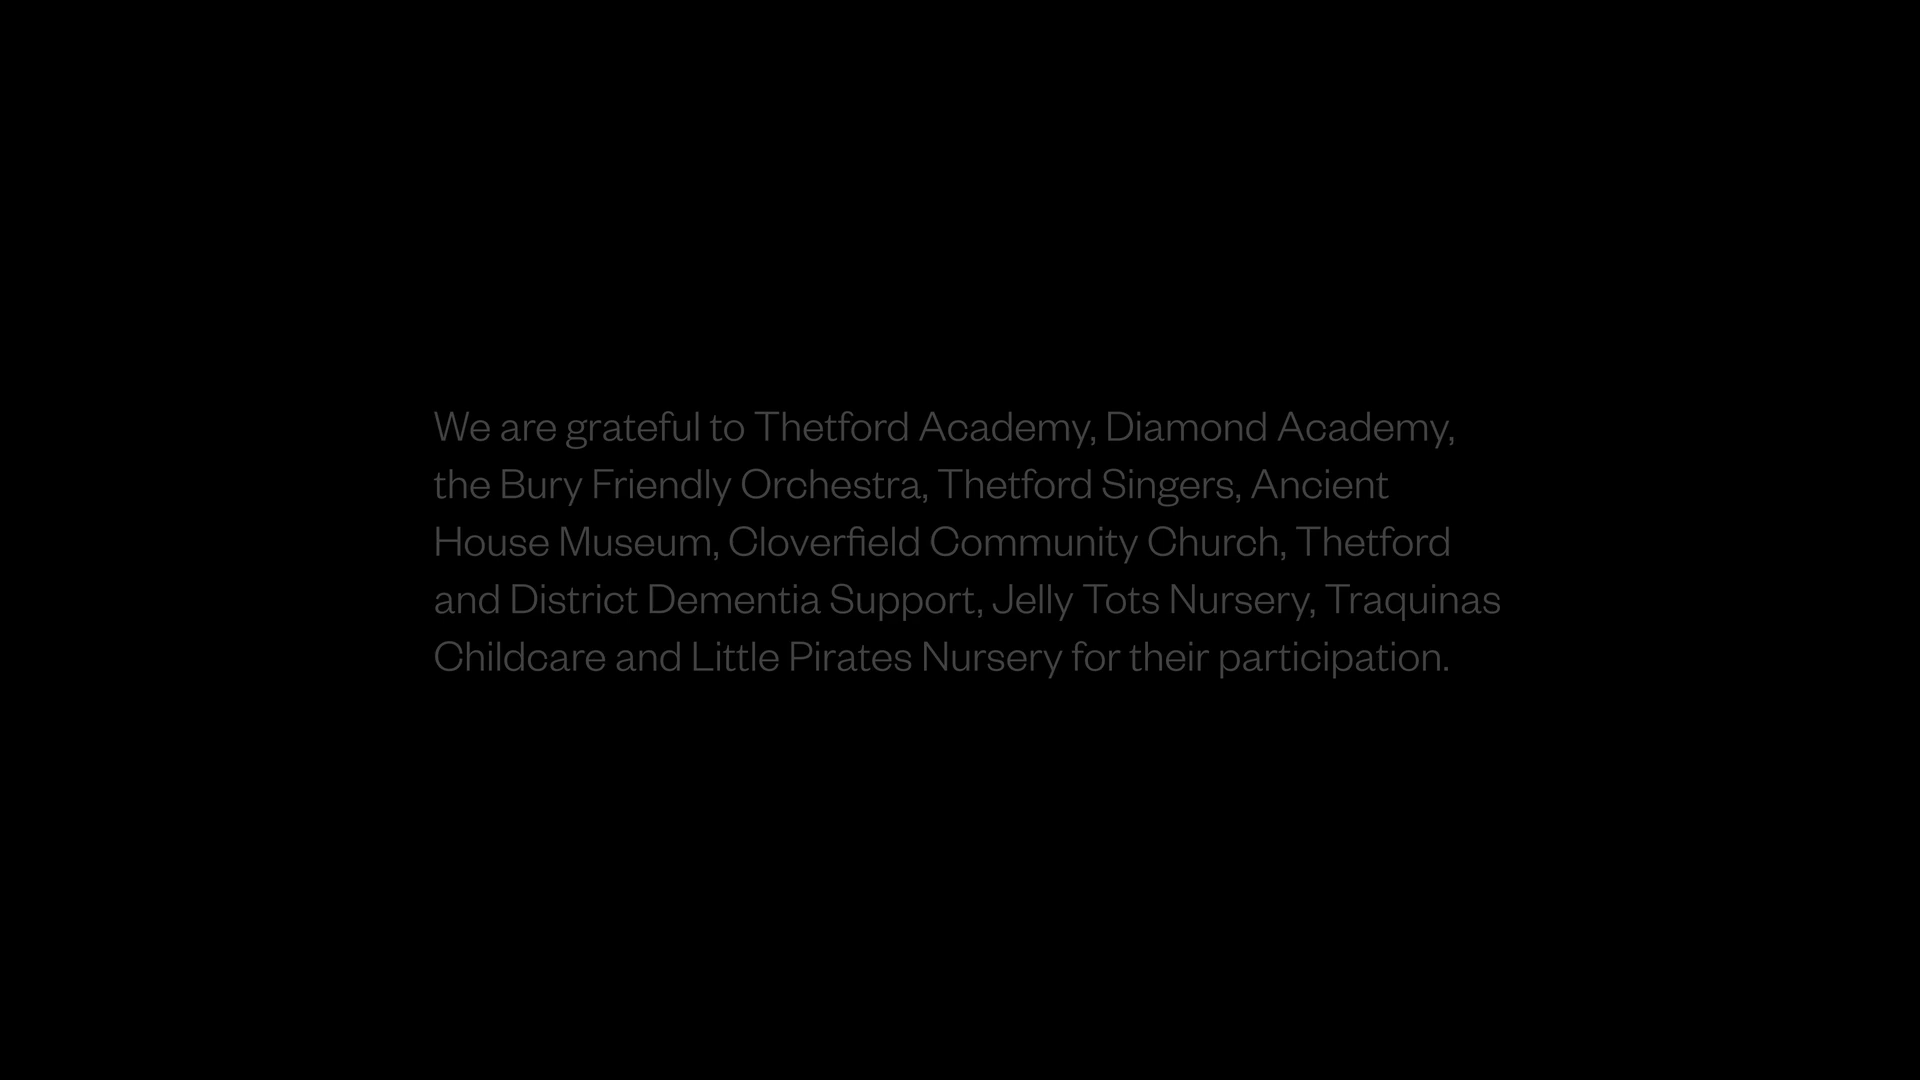 We are grateful to Thetford Academy, Diamond Academy,
the Bury Friendly Orchestra, Thetford Singers, Ancient
House Museum, Cloverfield Community Church, Thetford
and District Dementia Support, Jelly Tots Nursery, Traquinas
Childcare and Little Pirates Nursery for their participation.